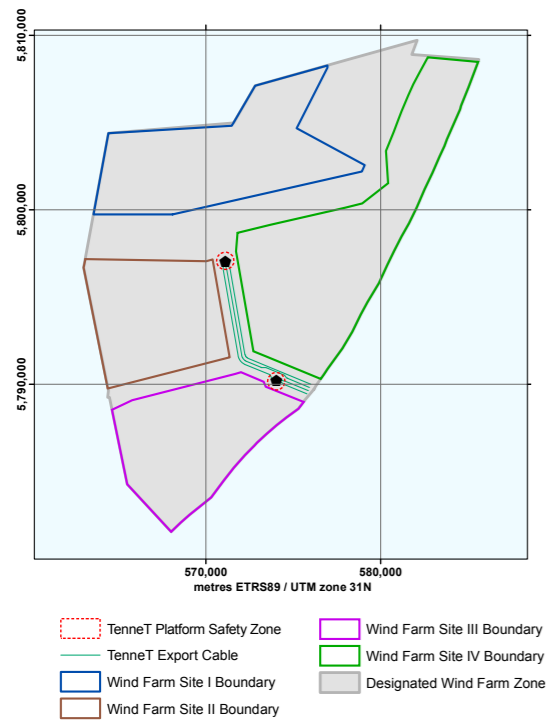 5,810,000
5,800,000
5,790,000
570,000
580,000
metres ETRS89 / UTM zone 31N
TenneT Platform Safety Zone
TenneT Export Cable
Wind Farm Site I Boundary
Wind Farm Site II Boundary
Wind Farm Site III Boundary
Wind Farm Site IV Boundary
Designated Wind Farm Zone